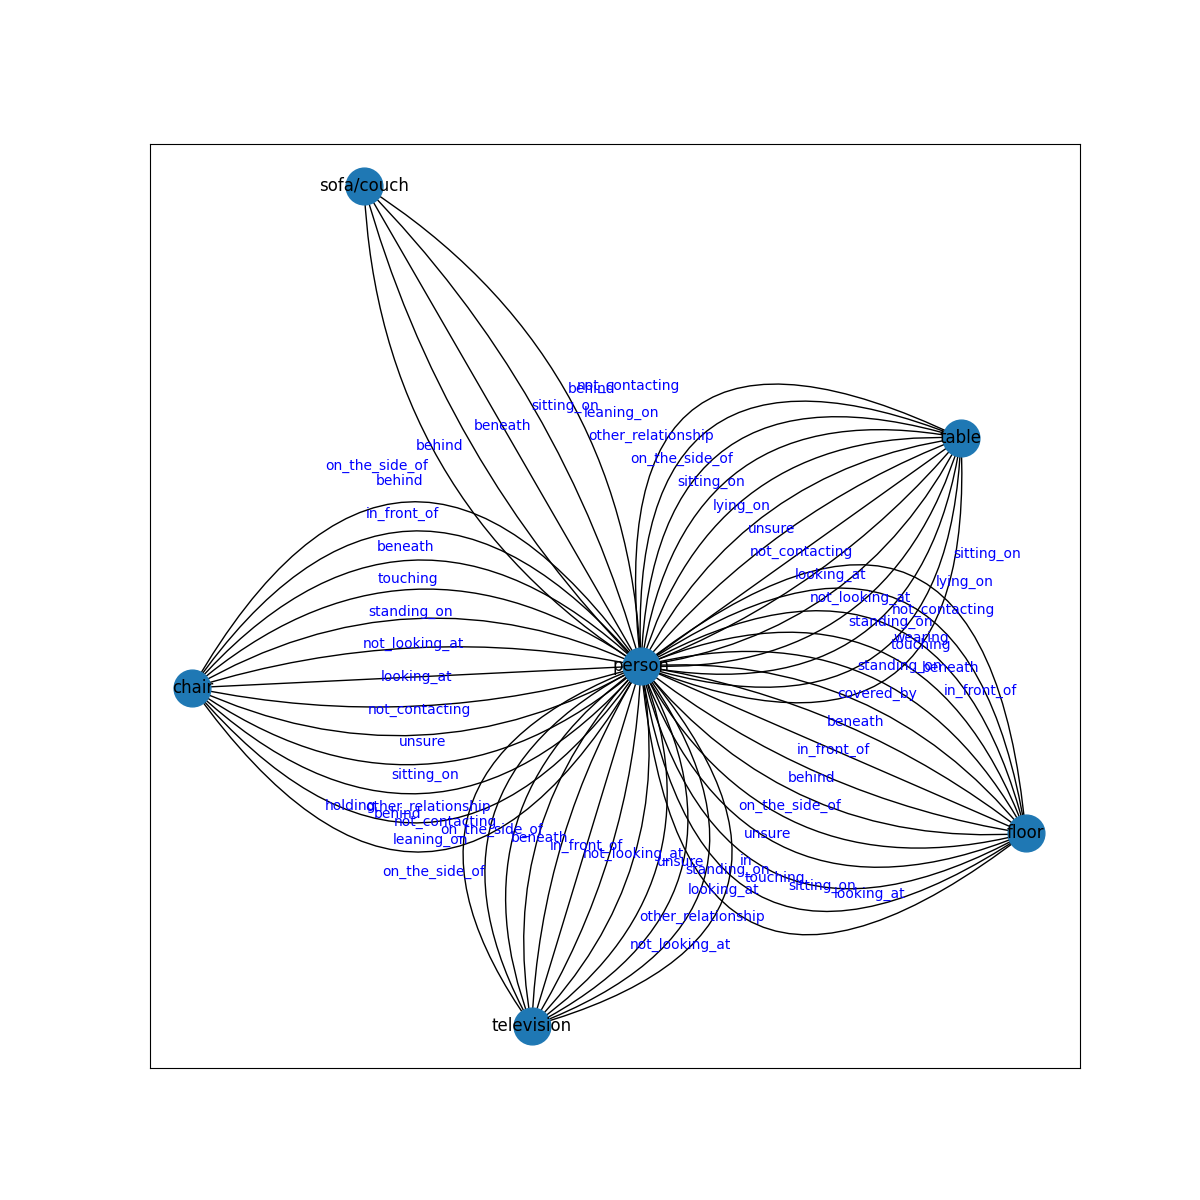 sofa/couch
behind
not_contacting
sitting_on
leaning_on
beneath
other_relationship
table
behind
on_the_side_of
on_the_side_of
behind
sitting_on
lying_on
in_front_of
unsure
beneath
not_contacting
sitting_on
touching
looking_at
lying_on
standing_on
not_looking_at
not_contacting
standing_on
not_looking_at
wearing
touching
person
standing_on
beneath
looking_at
chair
covered_by
in_front_of
not_contacting
beneath
unsure
in_front_of
sitting_on
behind
holding
other_relationship
on_the_side_of
behind
not_contacting
on_the_side_of
unsure
floor
leaning_on
beneath
in_front_of
not_looking_at
unsure
in
on_the_side_of
standing_on
touching
sitting_on
looking_at
looking_at
other_relationship
not_looking_at
television